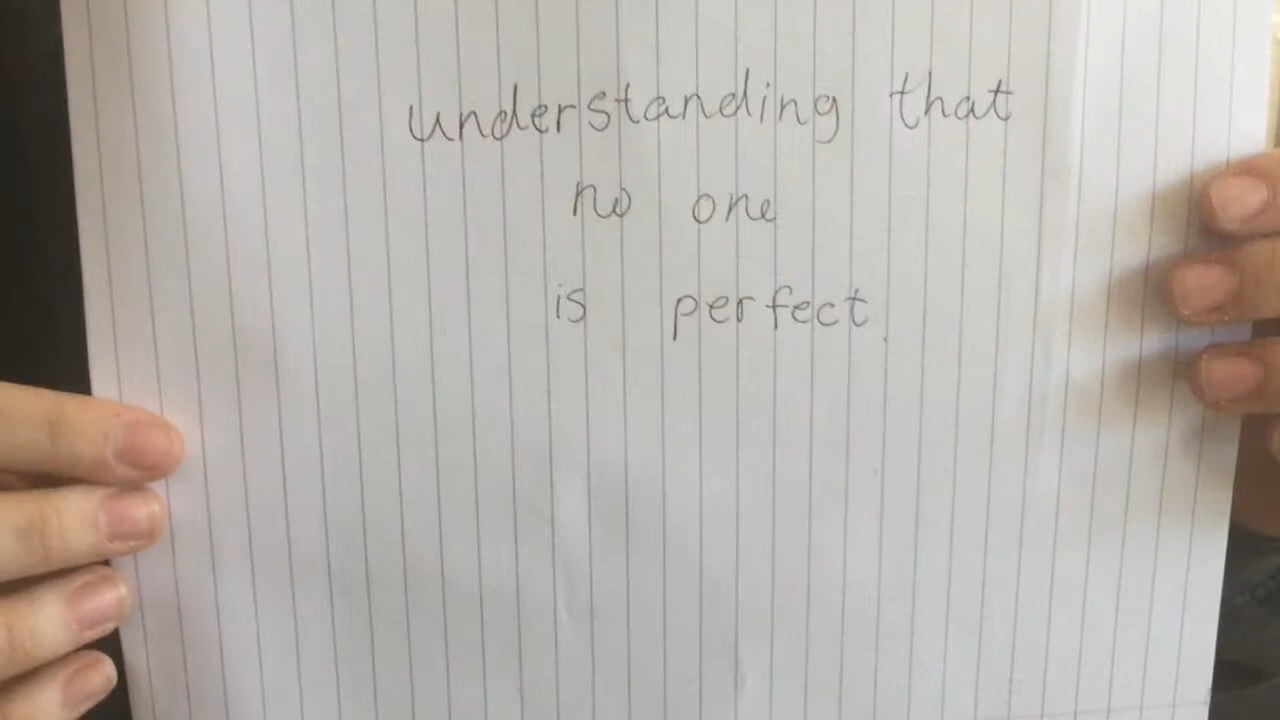 understanding that
no one
is perfect.